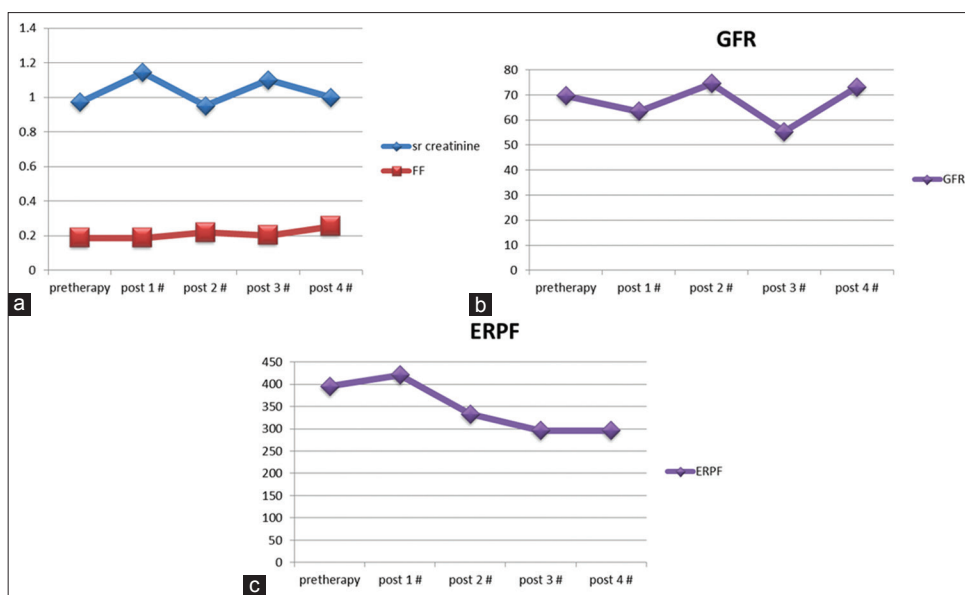 1.4
1.2
1
0.8
0.6
0.4
0.2
0
pretherapy post 1 # post 2 # post 3 # post 4 #
sr creatinine
FF
a
GFR
80
70
60
50
40
30
20
10
0
pretherapy post 1 # post 2 # post 3 # post 4 #
GFR
b
ERPF
450
400
350
300
250
200
150
100
50
0
pretherapy post 1 # post 2 # post 3 # post 4 #
ERPF
c